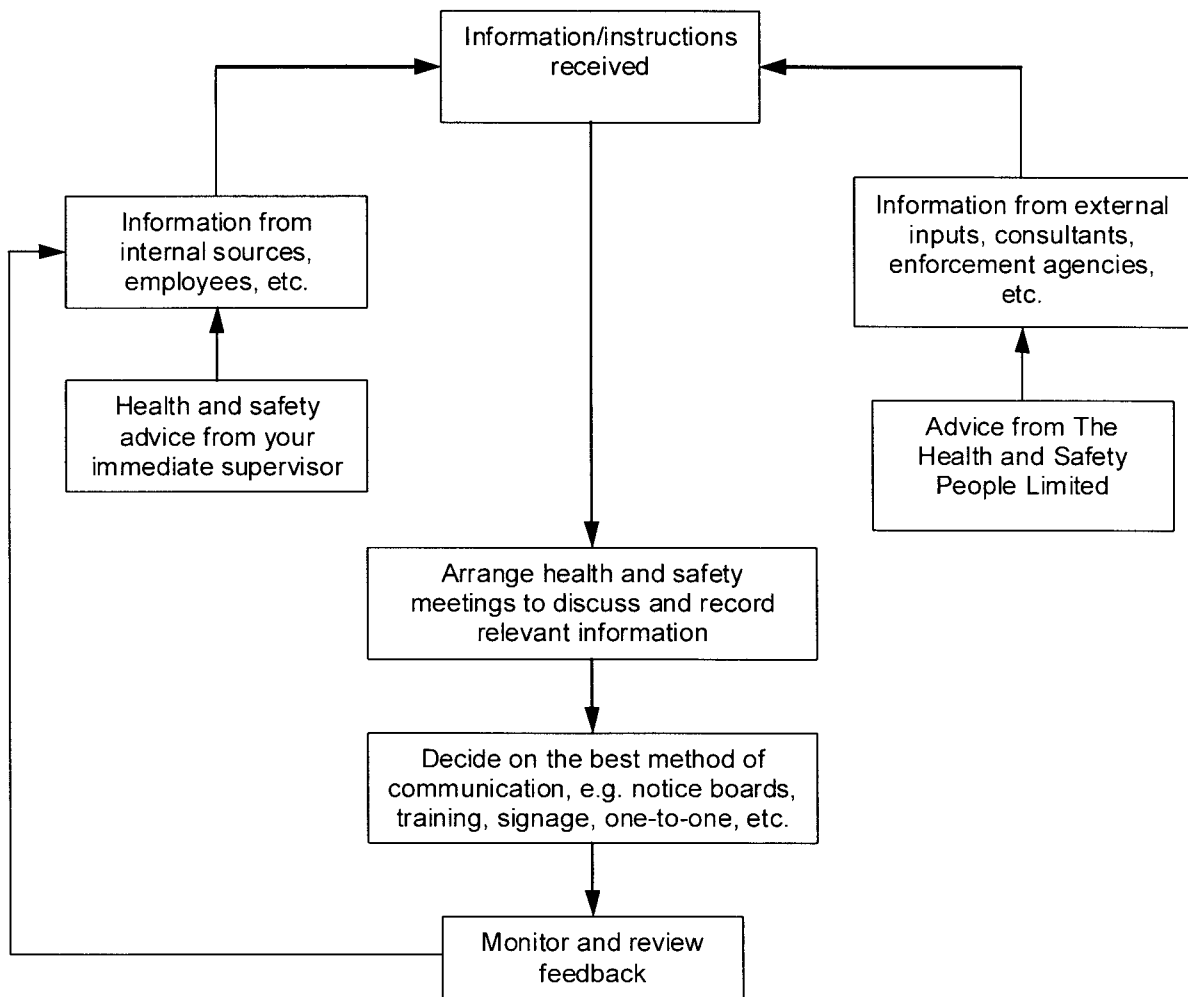 Information/instructions
received
Information from
internal sources,
employees, etc.
Information from external
inputs, consultants,
enforcement agencies,
etc.
Health and safety
advice from your
immediate supervisor
Advice from The
Health and Safety
People Limited
Arrange health and safety
meetings to discuss and record
relevant information
Decide on the best method of
communication, e.g. notice boards,
training, signage, one-to-one, etc.
Monitor and review
feedback